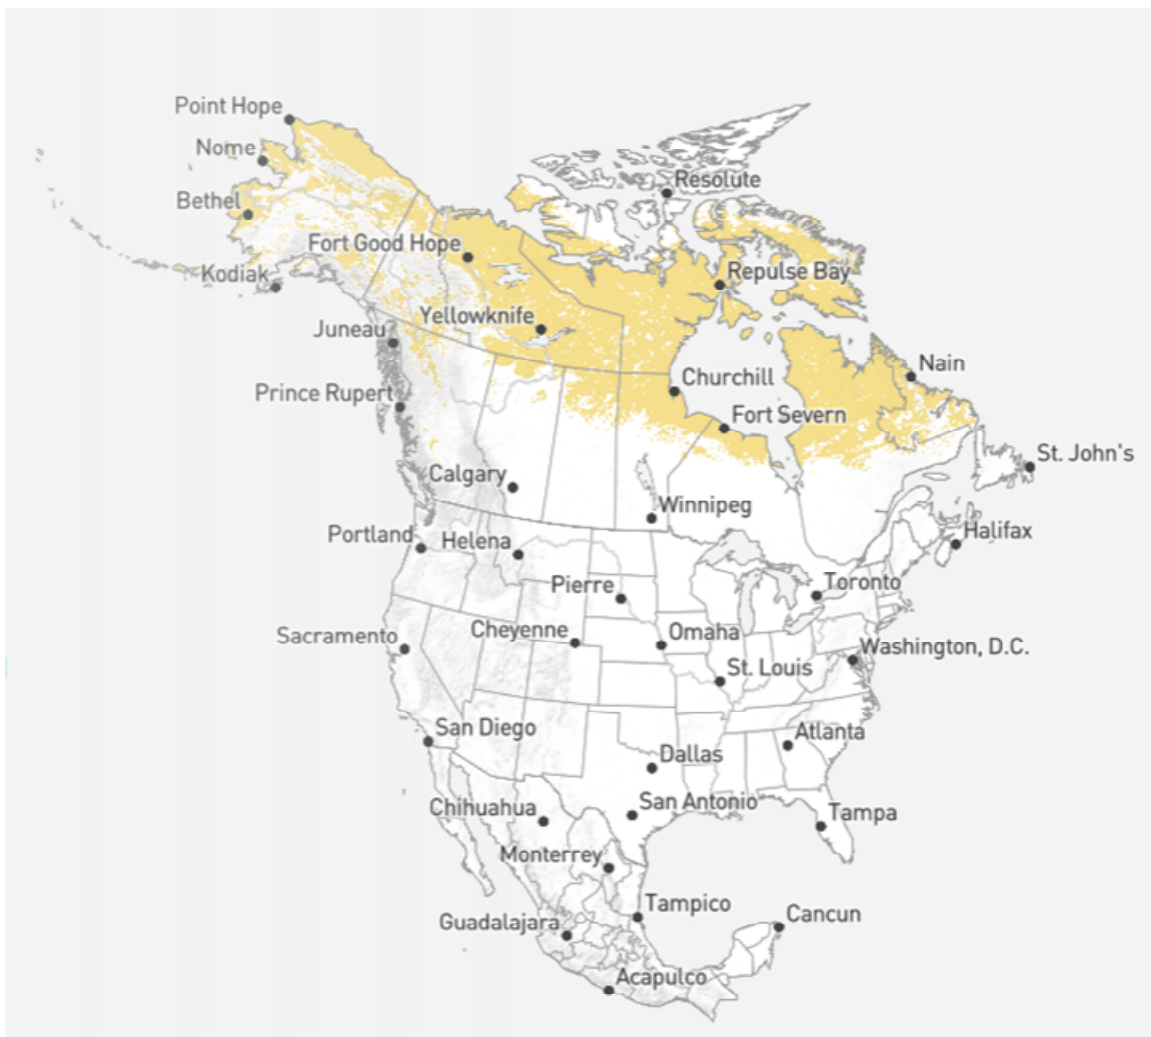 Point Hope
Nome
Resolute
Bethel
Fort Good Hope
Repulse Bay
Kodiak
Yellowknife
Juneau
Nain
Churchill
Prince Rupert
Fort Severn
St. John's
Calgary
Winnipeg
Halifax
Portland
Helena
Toronto
Pierre
Cheyenne
Omaha
Sacramento
Washington, D.C.
St. Louis
San Diego
Atlanta
Dallas
San Antonio
Chihuahua
Tampa
Monterrey
Tampico
Cancun
Guadalajara
Acapulco